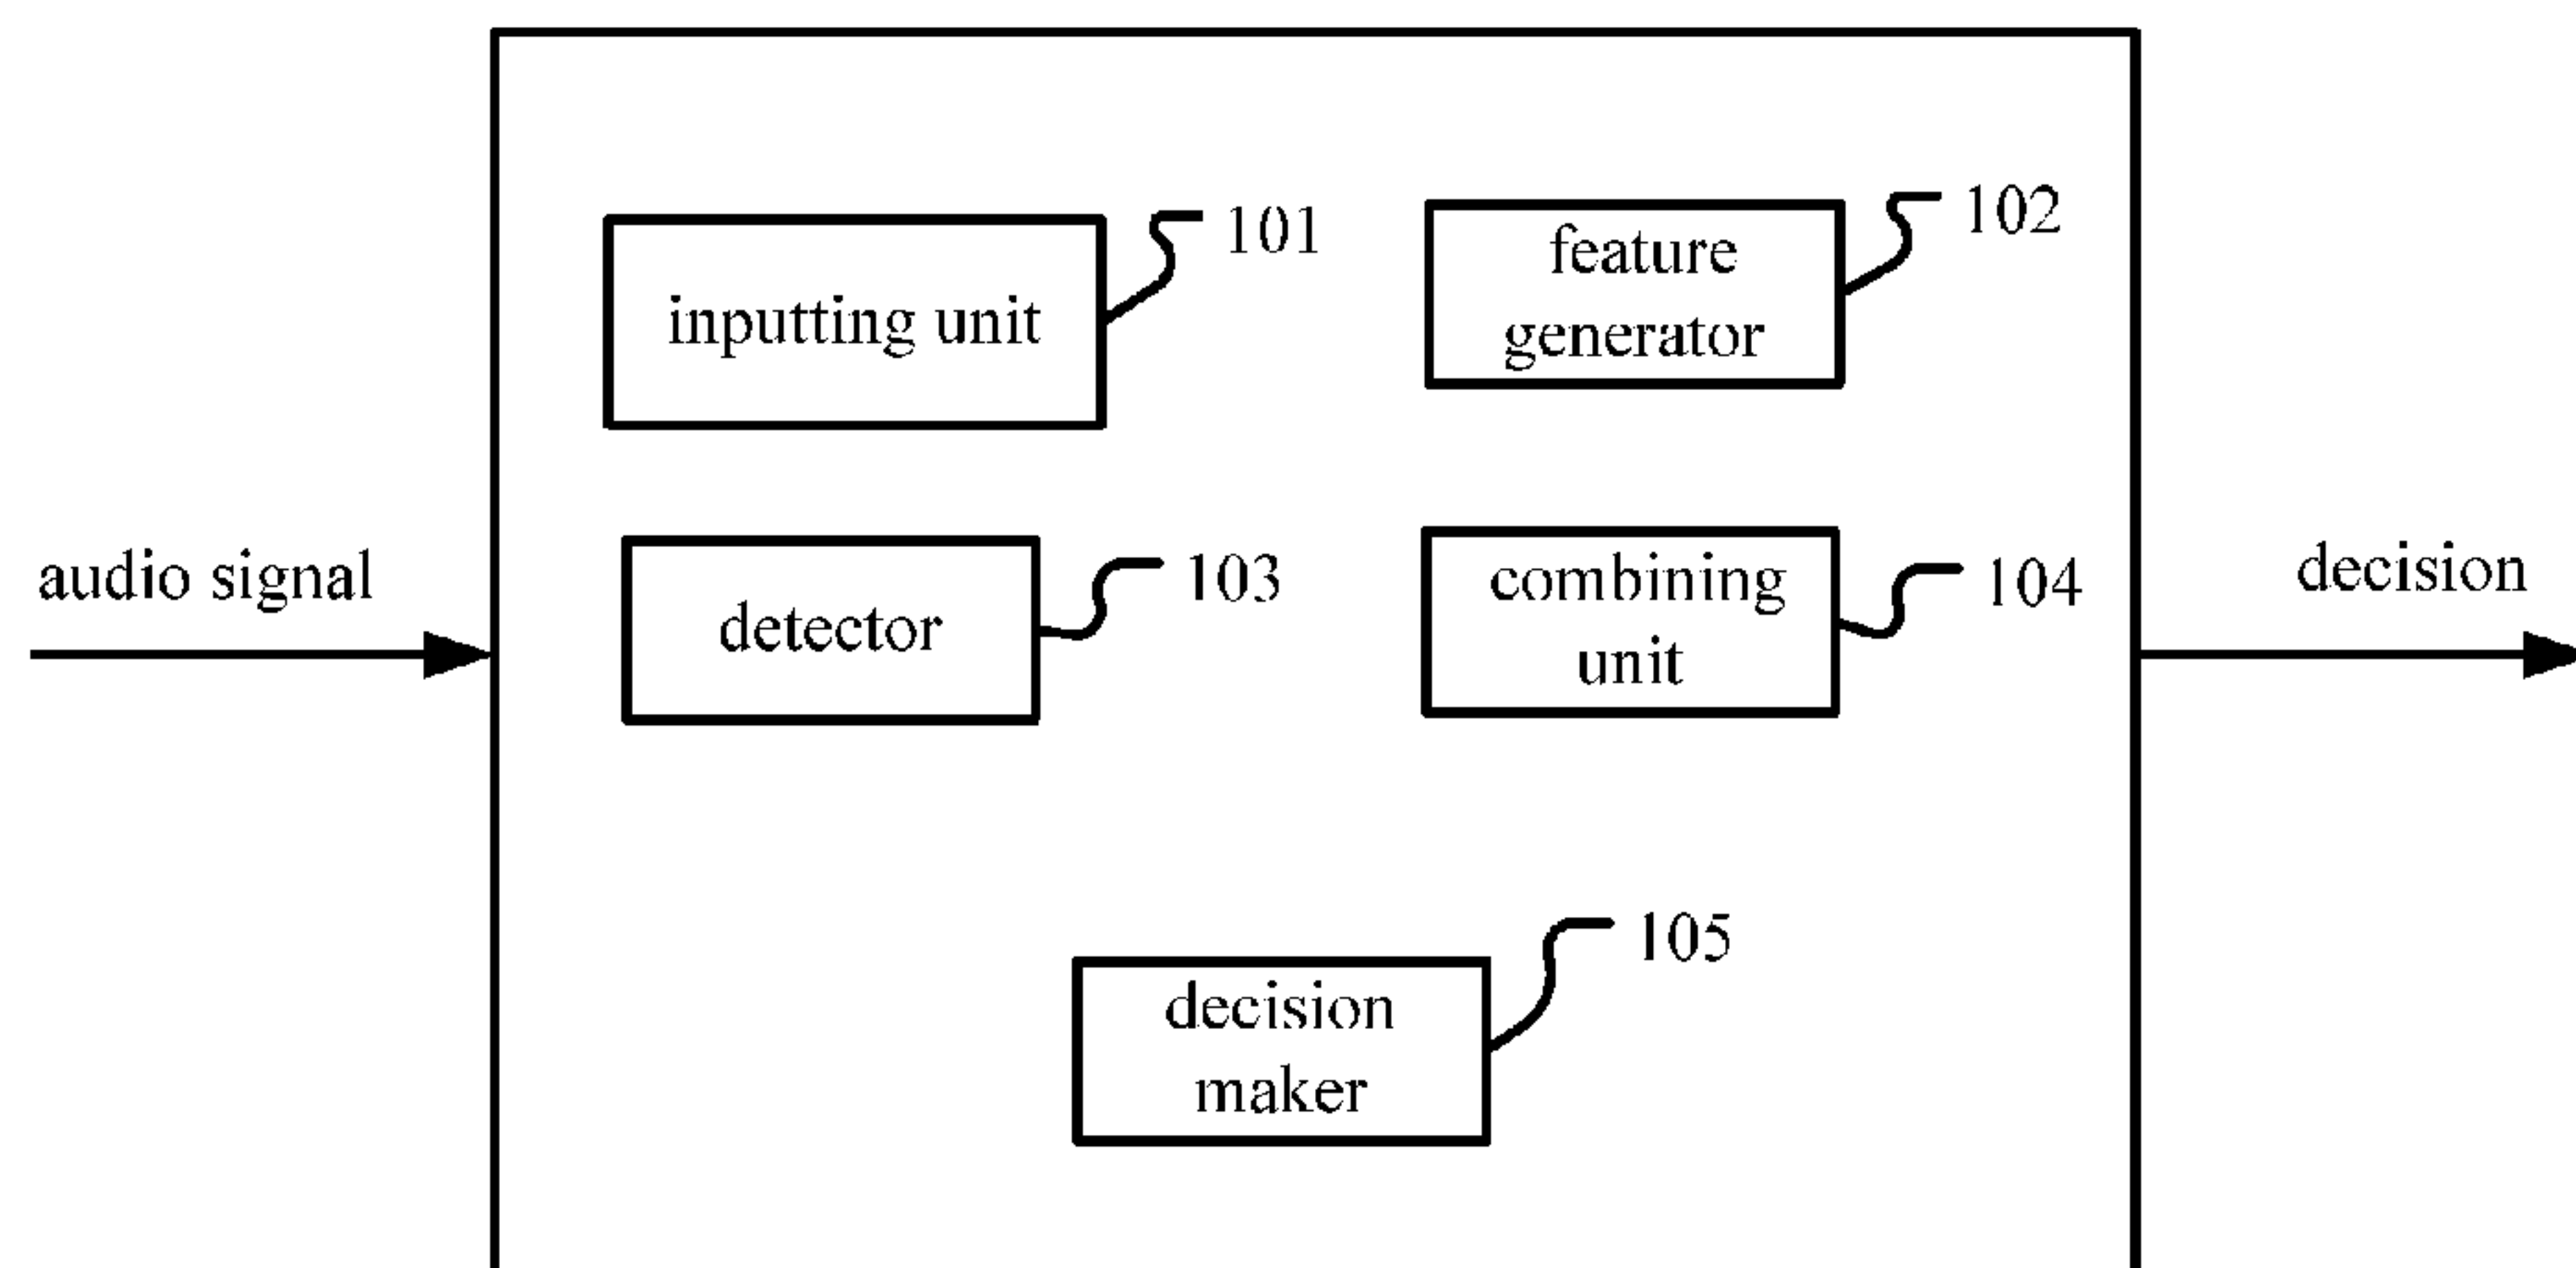 101
102
inputting unit
feature
generator
audio signal
103
detector
104
combining
unit
decision
105
decision
maker